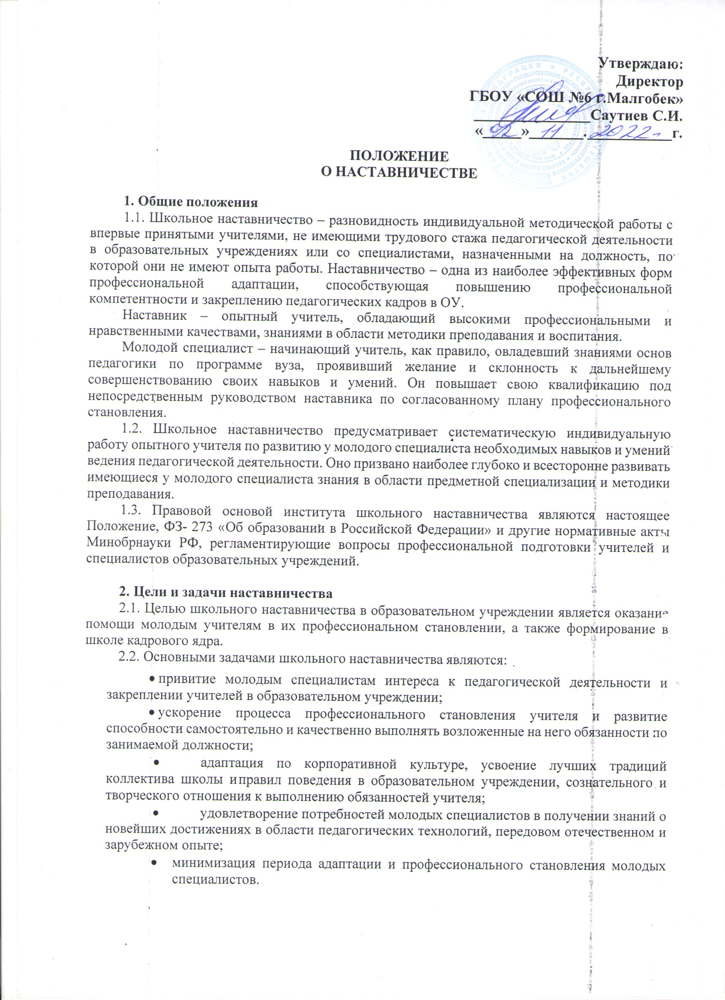 Утверждаю:
Директор
ГБОУ «СОШ №6 г.Малгобек»
Саутиев С.И.
« » 11 . 2022 г.
ПОЛОЖЕНИЕ
О НАСТАВНИЧЕСТВЕ
1. Общие положения
1.1. Школьное наставничество – разновидность индивидуальной методической работы с
впервые принятыми учителями, не имеющими трудового стажа педагогической деятельности
в образовательных учреждениях или со специалистами, назначенными на должность, по
которой они не имеют опыта работы. Наставничество – одна из наиболее эффективных форм
профессиональной адаптации, способствующая повышению профессиональной
компетентности и закреплению педагогических кадров в ОУ.
Наставник – опытный учитель, обладающий высокими профессиональными и
нравственными качествами, знаниями в области методики преподавания и воспитания.
Молодой специалист – начинающий учитель, как правило, овладевший знаниями основ
педагогики по программе вуза, проявивший желание и склонность к дальнейшему
совершенствованию своих навыков и умений. Он повышает свою квалификацию под
непосредственным руководством наставника по согласованному плану профессионального
становления.
1.2. Школьное наставничество предусматривает систематическую индивидуальную
работу опытного учителя по развитию у молодого специалиста необходимых навыков и умений
ведения педагогической деятельности. Оно призвано наиболее глубоко и всесторонне развивать
имеющиеся у молодого специалиста знания в области предметной специализации и методики
преподавания.
1.3. Правовой основой института школьного наставничества являются настоящее
Положение, ФЗ- 273 «Об образовании в Российской Федерации» и другие нормативные акты
Минобрнауки РФ, регламентирующие вопросы профессиональной подготовки учителей и
специалистов образовательных учреждений.
2. Цели и задачи наставничества
2.1. Целью школьного наставничества в образовательном учреждении является оказание
помощи молодым учителям в их профессиональном становлении, а также формирование в
школе кадрового ядра.
2.2. Основными задачами школьного наставничества являются:
• привитие молодым специалистам интереса к педагогической деятельности и
закреплении учителей в образовательном учреждении;
• ускорение процесса профессионального становления учителя и развитие
способности самостоятельно и качественно выполнять возложенные на него обязанности по
занимаемой должности;
• адаптация по корпоративной культуре, усвоение лучших традиций
коллектива школы и правил поведения в образовательном учреждении, сознательного и
творческого отношения к выполнению обязанностей учителя;
• удовлетворение потребностей молодых специалистов в получении знаний о
новейших достижениях в области педагогических технологий, передовом отечественном и
зарубежном опыте;
• минимизация периода адаптации и профессионального становления молодых
специалистов.